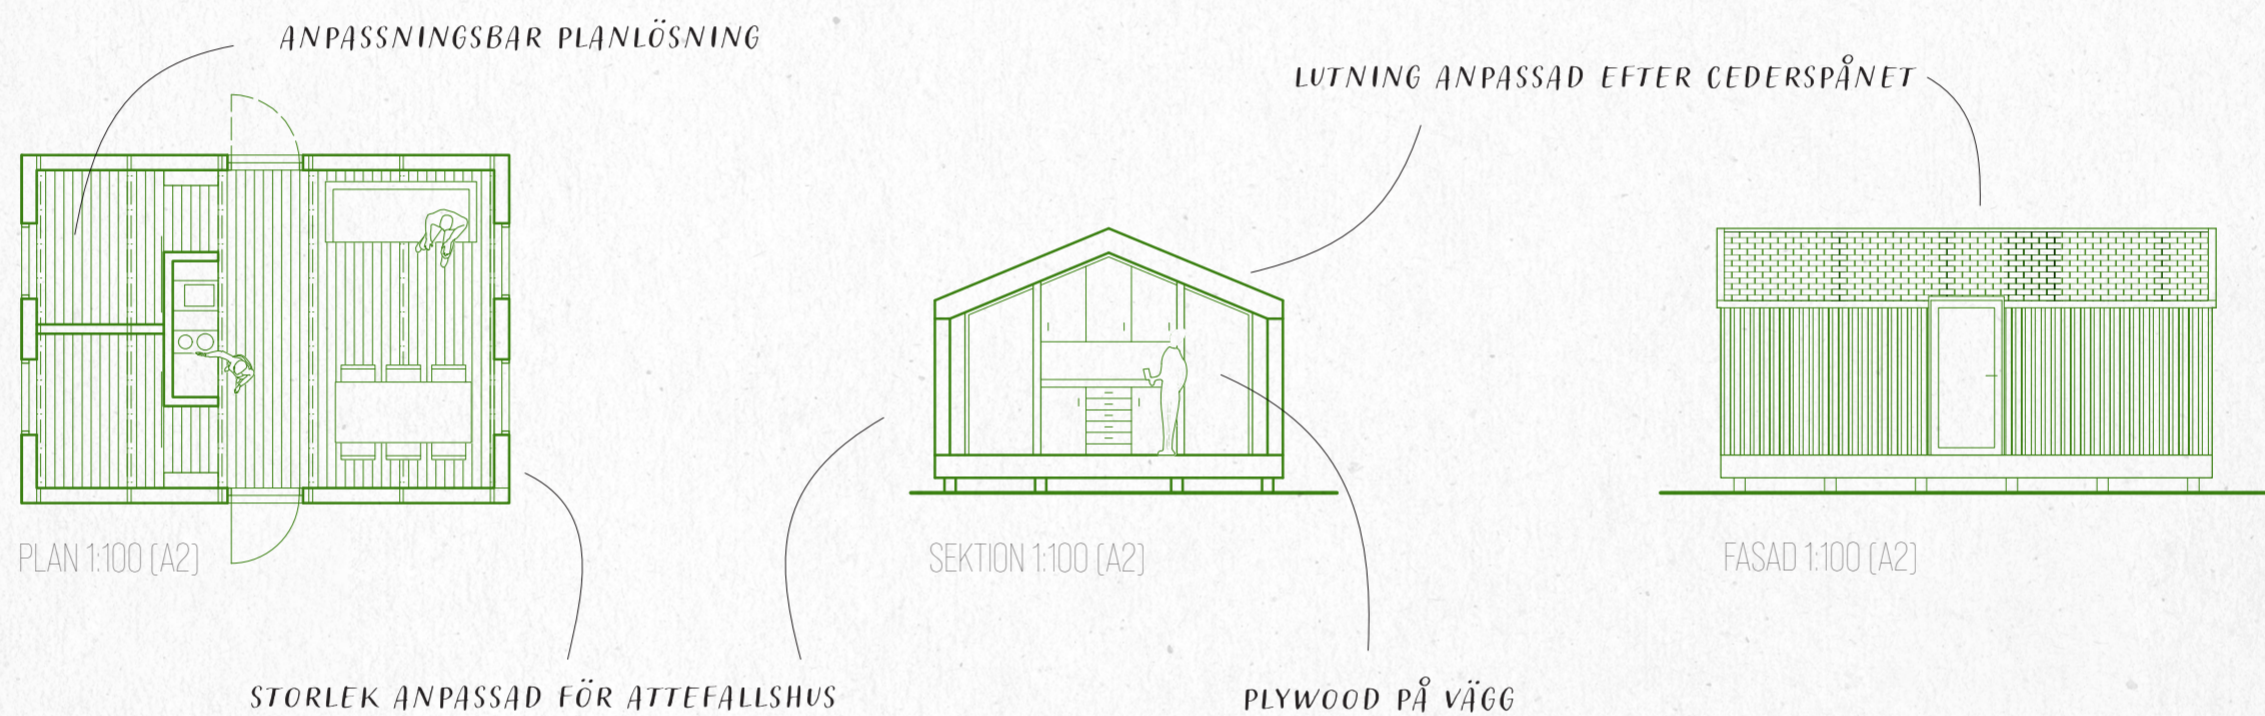 ANPASSNINGSBAR PLANLÖSNING
LUTNING ANPASSAD EFTER CEDERSPÅNET
PLAN 1:100 (A2)
SEKTION 1:100 (A2)
FASAD 1:100 (A2)
STORLEK ANPASSAD FÖR ATTEFALLSHUS
PLYWOOD PÅ VÄGG